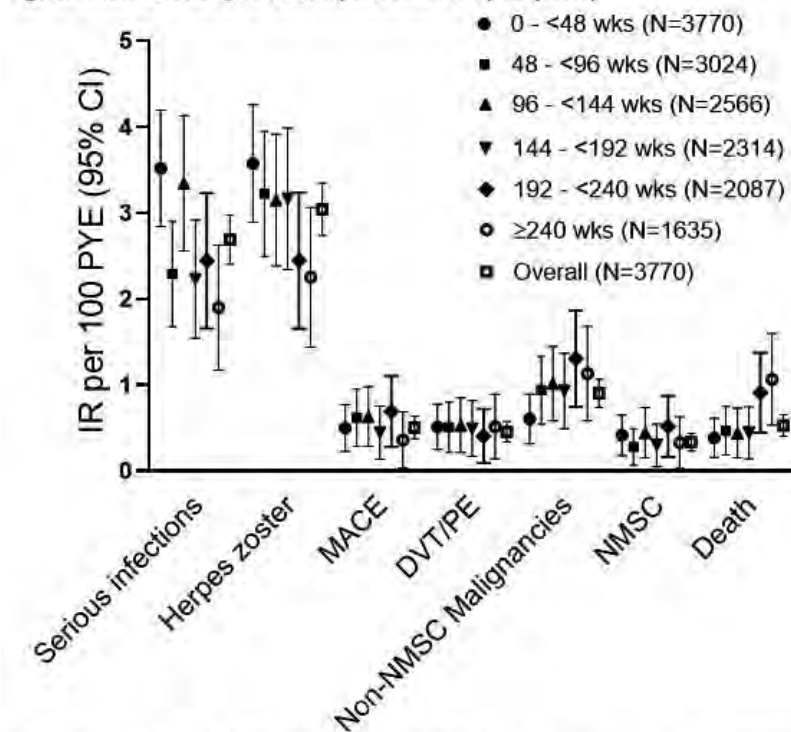 IR per 100 PYE (95% CI)
5
4
3
2
1
0
0 - <48 wks (N=3770)
48 - <96 wks (N=3024)
96 - <144 wks (N=2566)
144 - <192 wks (N=2314)
192 - <240 wks (N=2087)
≥240 wks (N=1635)
Overall (N=3770)
Serious infections
Herpes zoster
MACE
DVT/PE
Non-NMSC Malignancies
NMSC
Death